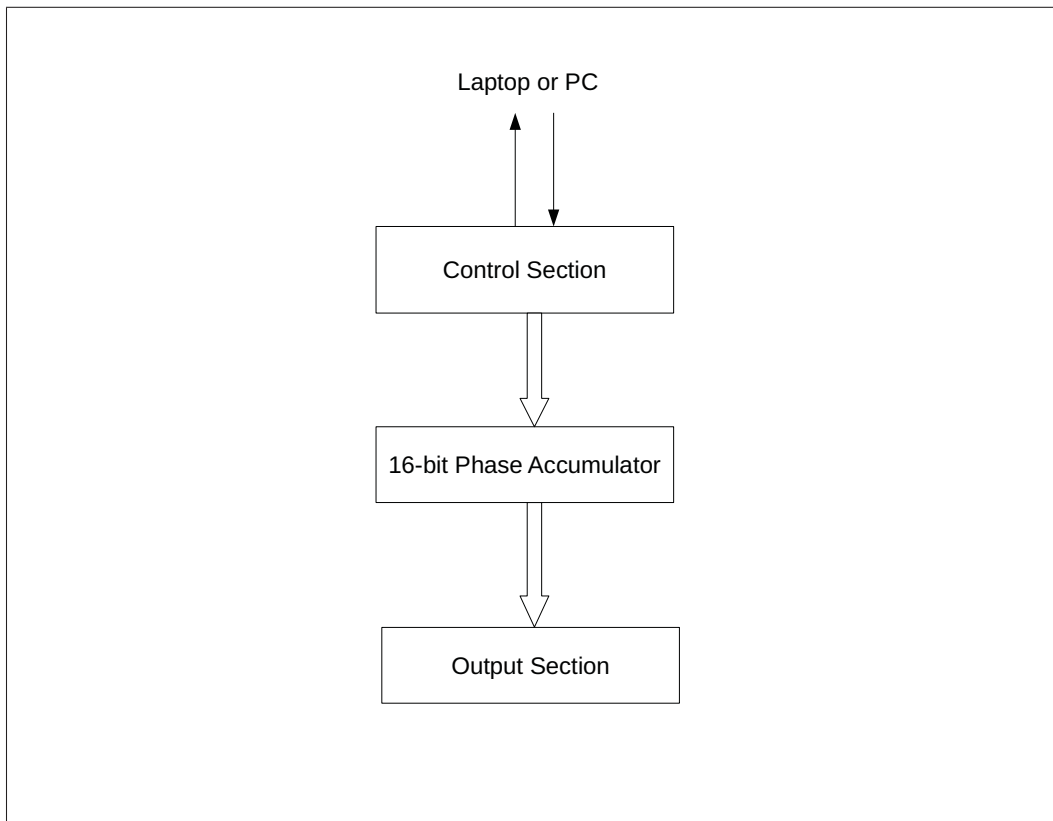 Laptop or PC
Control Section
16-bit Phase Accumulator
Output Section